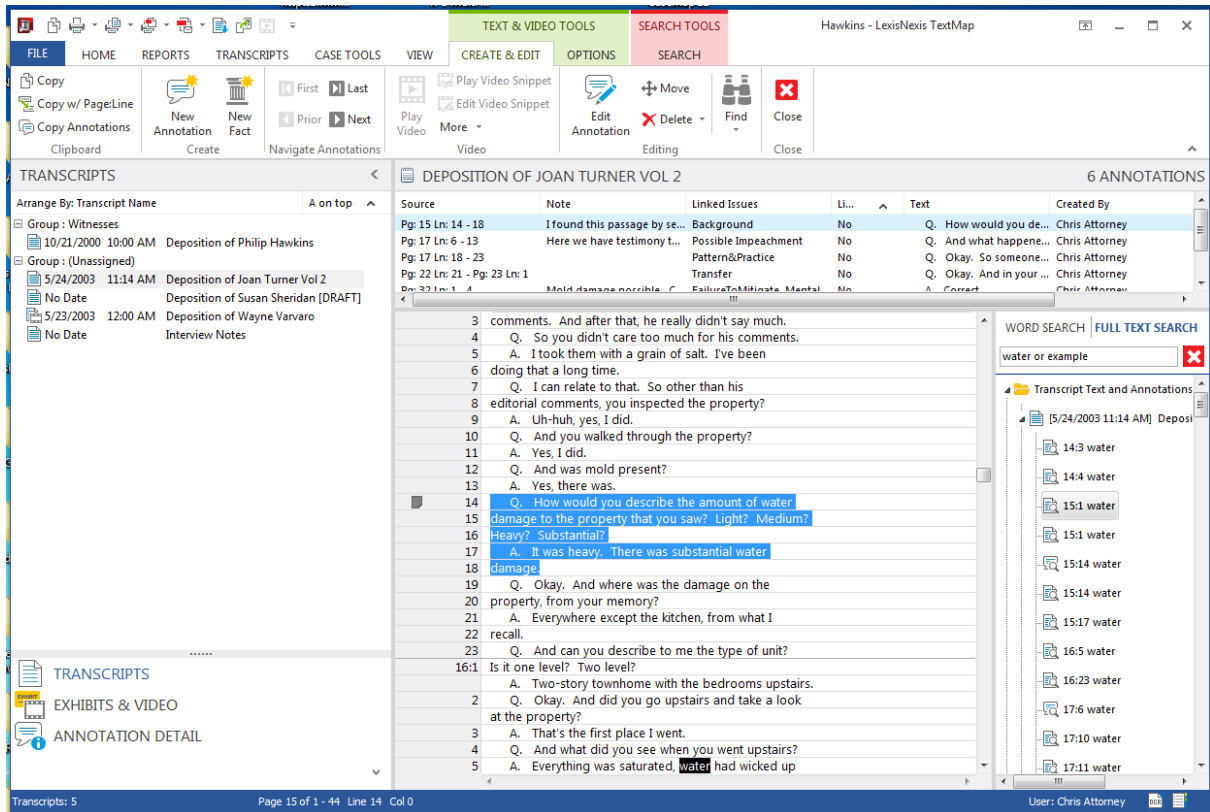 TEXT & VIDEO TOOLS SEARCH TOOLS Hawkins - LexisNexis TextMap
FILE HOME REPORTS TRANSCRIPTS CASE TOOLS VIEW CREATE & EDIT OPTIONS SEARCH
Copy
Copy w/ Page:Line
Copy Annotations
Clipboard
New Annotation
New Fact
Create
First Last
Prior Next
Navigate Annotations
Play Video
Play Video Snippet
Edit Video Snippet
More
Video
Edit Annotation
Move
Delete
Find
Editing
Close
Close
TRANSCRIPTS
Arrange By: Transcript Name A on top
Group : Witnesses
10/21/2000 10:00 AM Deposition of Philip Hawkins
Group : (Unassigned)
5/24/2003 11:14 AM Deposition of Joan Turner Vol 2
No Date Deposition of Susan Sheridan [DRAFT]
5/23/2003 12:00 AM Deposition of Wayne Varvaro
No Date Interview Notes
TRANSCRIPTS
EXHIBIT
EXHIBITS & VIDEO
ANNOTATION DETAIL
DEPOSITION OF JOAN TURNER VOL 2 6 ANNOTATIONS
Source Note Linked Issues Li... Text Created By
Pg: 15 Ln: 14 - 18 I found this passage by se... Background No Q. How would you de... Chris Attorney
Pg: 17 Ln: 6 - 13 Here we have testimony t... Possible Impeachment No Q. And what happene... Chris Attorney
Pg: 17 Ln: 18 - 23 Pattern&Practice No Q. Okay. So someone... Chris Attorney
Pg: 22 Ln: 21 - Pg: 23 Ln: 1 Transfer No Q. Okay. And in your ... Chris Attorney
Pg: 32 Ln: 1 - 4 Mold damage possible. C... FailureToMitigate, Mental... No A. Correct. Chris Attorney
3 comments. And after that, he really didn't say much.
4 Q. So you didn't care too much for his comments.
5 A. I took them with a grain of salt. I've been
6 doing that a long time.
7 Q. I can relate to that. So other than his
8 editorial comments, you inspected the property?
9 A. Uh-huh, yes, I did.
10 Q. And you walked through the property?
11 A. Yes, I did.
12 Q. And was mold present?
13 A. Yes, there was.
14 Q. How would you describe the amount of water
15 damage to the property that you saw? Light? Medium?
16 Heavy? Substantial?
17 A. It was heavy. There was substantial water
18 damage.
19 Q. Okay. And where was the damage on the
20 property, from your memory?
21 A. Everywhere except the kitchen, from what I
22 recall.
23 Q. And can you describe to me the type of unit?
16:1 Is it one level? Two level?
A. Two-story townhome with the bedrooms upstairs.
2 Q. Okay. And did you go upstairs and take a look
at the property?
3 A. That's the first place I went.
4 Q. And what did you see when you went upstairs?
5 A. Everything was saturated, water had wicked up
WORD SEARCH FULL TEXT SEARCH
water or example
Transcript Text and Annotations
[5/24/2003 11:14 AM] Deposi
14:3 water
14:4 water
15:1 water
15:1 water
15:14 water
15:14 water
15:17 water
16:5 water
16:23 water
17:6 water
17:10 water
17:11 water
Transcripts: 5 Page 15 of 1 - 44 Line 14 Col 0 User: Chris Attorney OCR